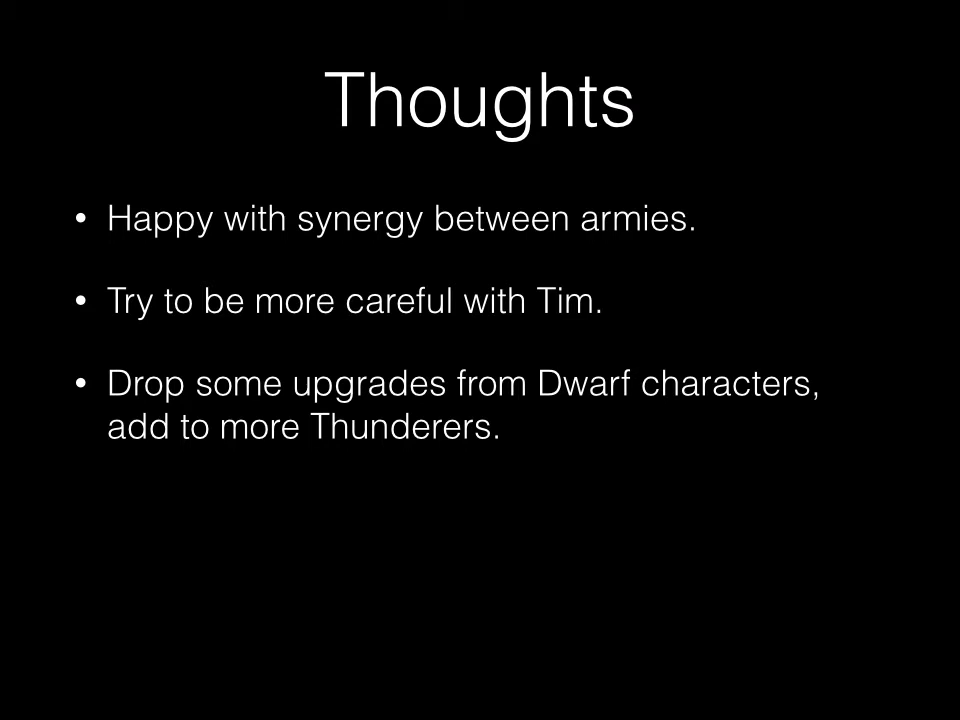 Thoughts
• Happy with synergy between armies.
• Try to be more careful with Tim.
• Drop some upgrades from Dwarf characters,
add to more Thunderers.